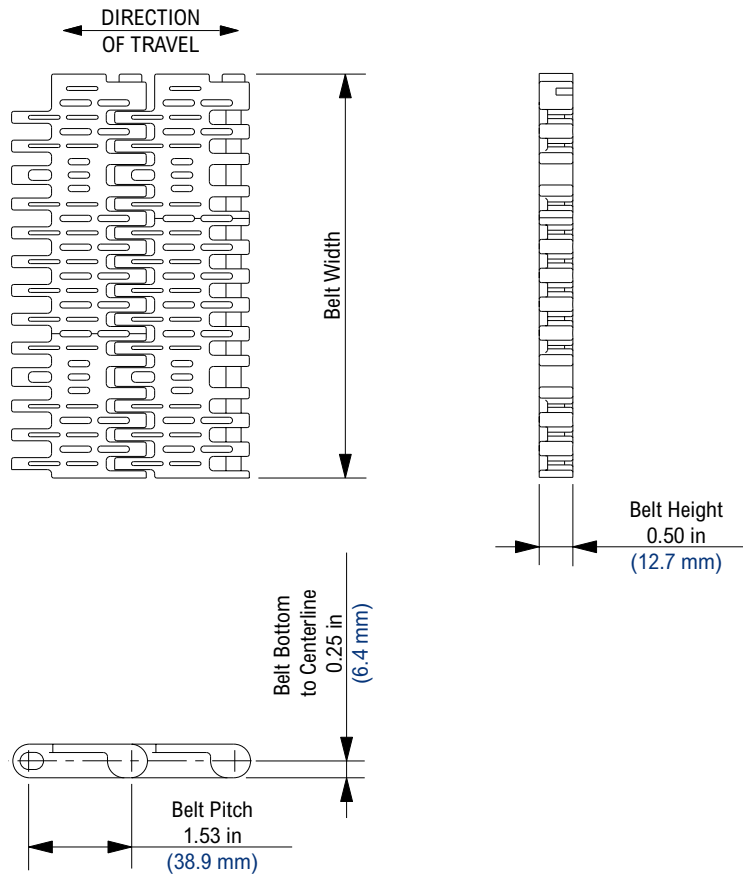 DIRECTION
OF TRAVEL
Belt Width
Belt Height
0.50 in
(12.7 mm)
Belt Bottom
to Centerline
0.25 in
(6.4 mm)
Belt Pitch
1.53 in
(38.9 mm)